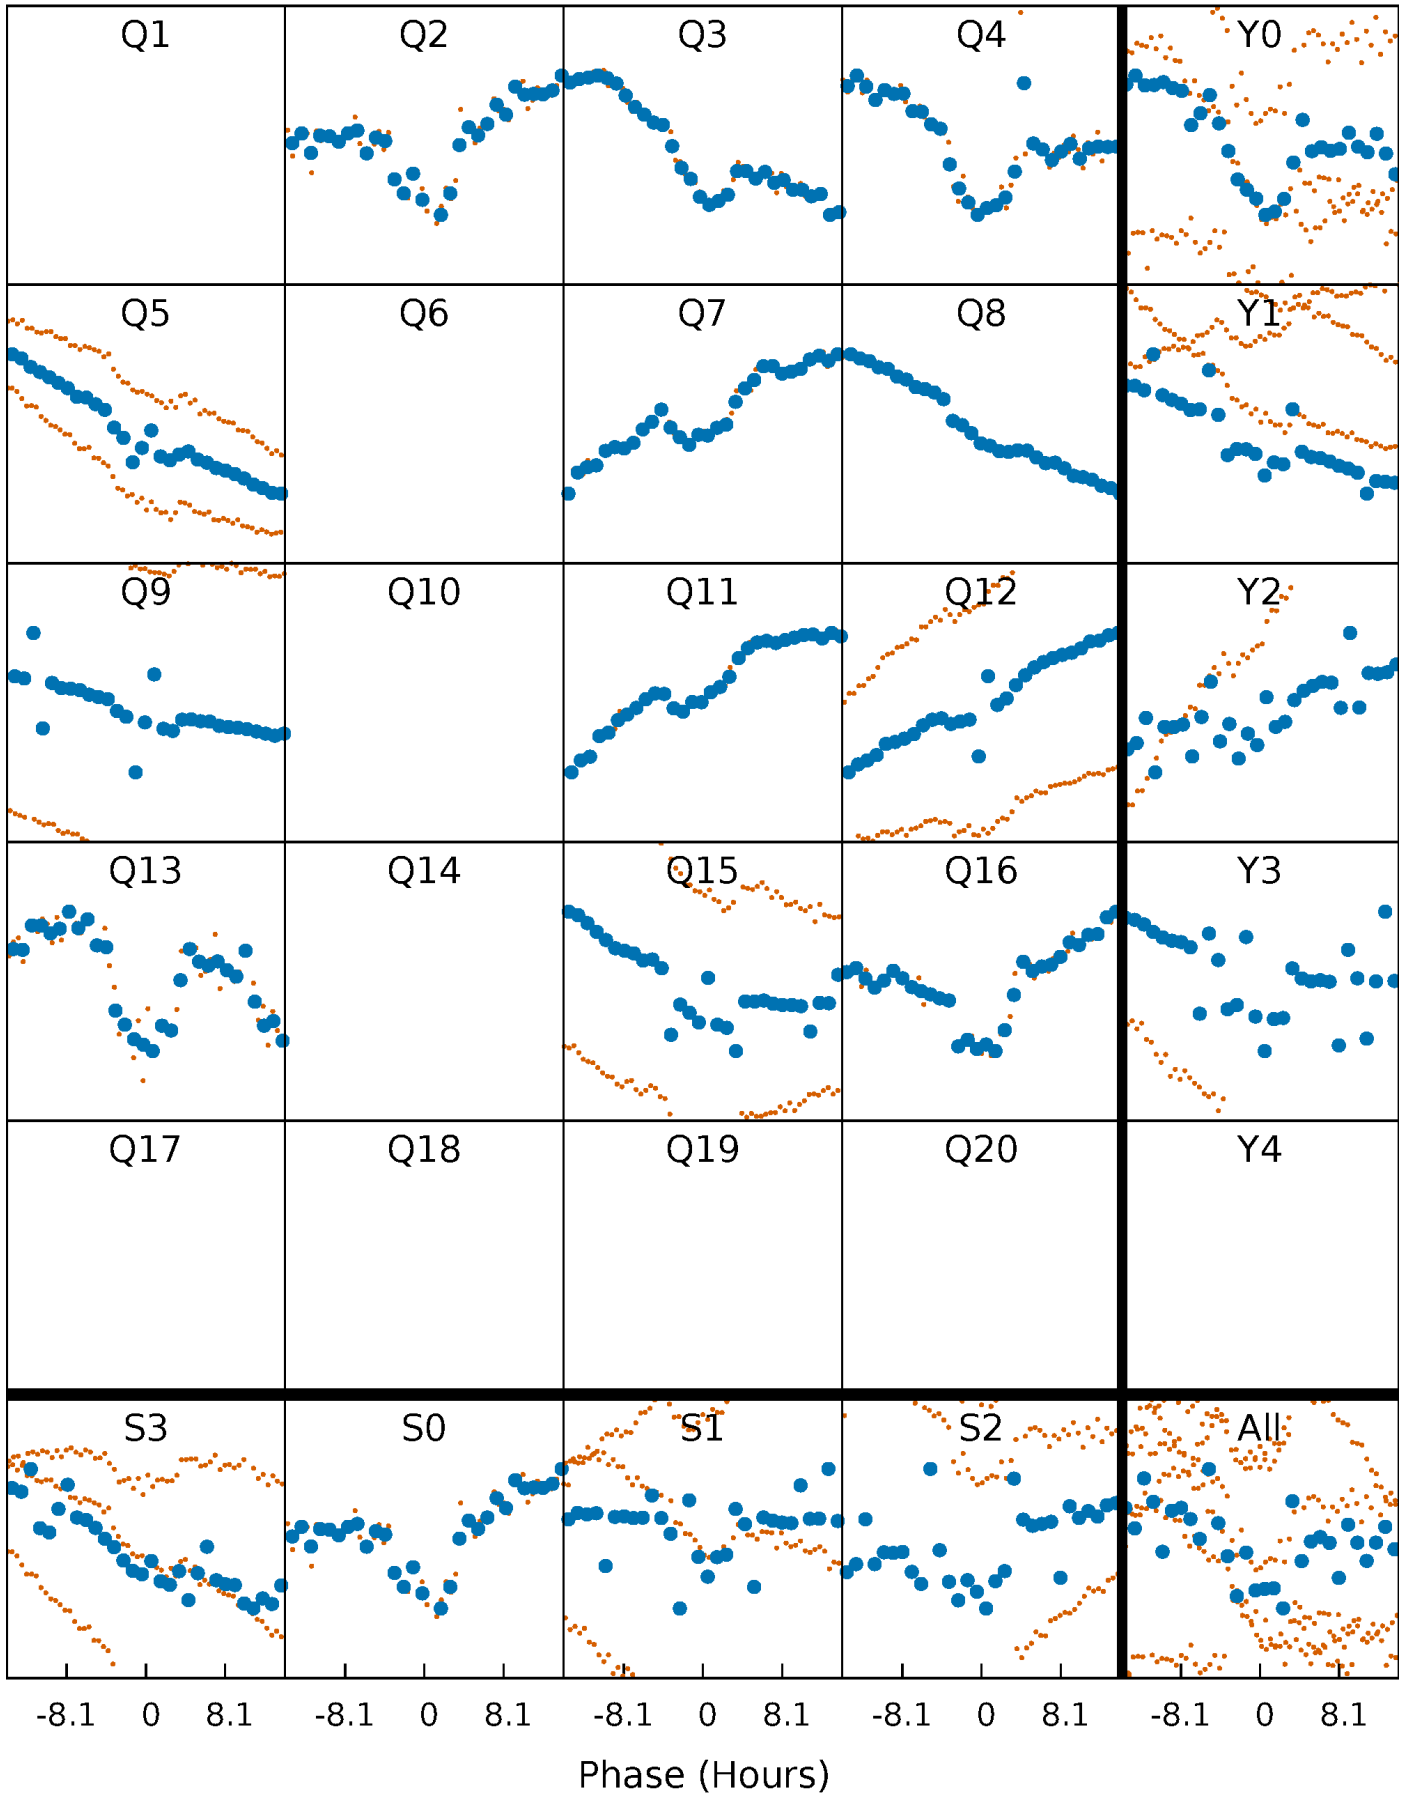 Q1 Q2 Q3 Q4 Y0
Q5 Q6 Q7 Q8 Y1
Q9 Q10 Q11 Q12 Y2
Q13 Q14 Q15 Q16 Y3
Q17 Q18 Q19 Q20 Y4
S3 S0 S1 S2 All
-8.1 0 8.1 -8.1 0 8.1 -8.1 0 8.1 -8.1 0 8.1 -8.1 0 8.1
Phase (Hours)